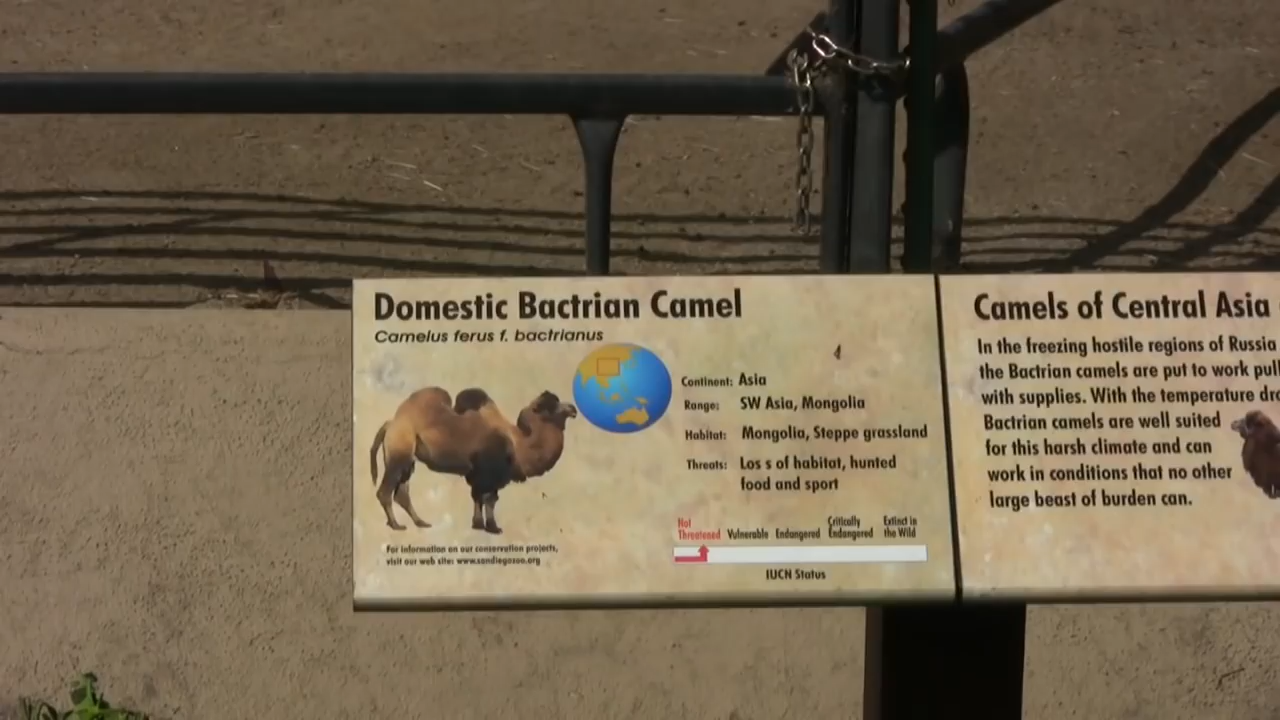 Domestic Bactrian Camel
Camelus ferus f. bactrianus
Continent: Asia
Range: SW Asia, Mongolia
Habitat: Mongolia, Steppe grassland
Threats: Los s of habitat, hunted
food and sport
Not Threatened Vulnerable Endangered Critically Endangered Extinct in the Wild
IUCN Status
For information on our conservation projects,
visit our web site: www.sandiegozoo.org
Camels of Central Asia
In the freezing hostile regions of Russia
the Bactrian camels are put to work pull
with supplies. With the temperature dro
Bactrian camels are well suited
for this harsh climate and can
work in conditions that no other
large beast of burden can.